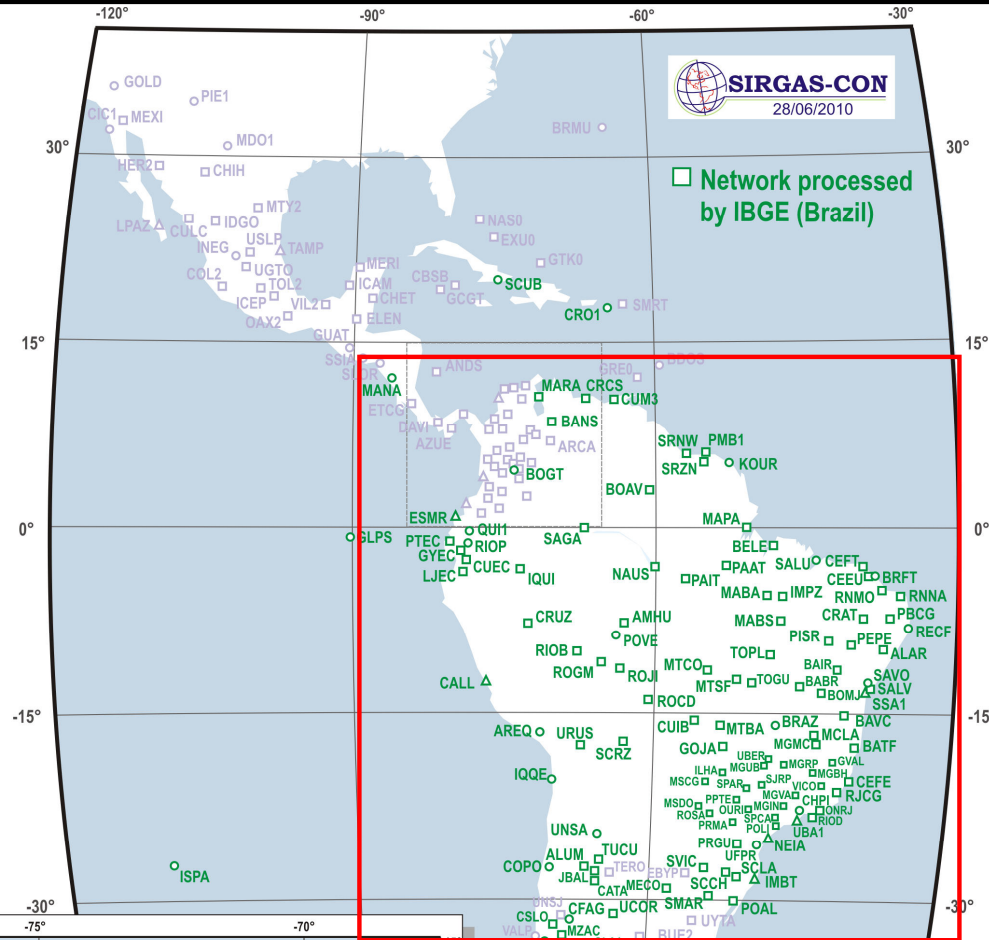 -120°
-90°
-60°
-30°
GOLD
PIE1
SIRGAS-CON
28/06/2010
CIC1
MEXI
BRMU
MDO1
30°
30°
HER2
CHIH
Network processed
by IBGE (Brazil)
MTY2
LPAZ
CULC
IDGO
NAS0
USLP
EXU0
INEG
TAMP
UGTO
MERI
GTK0
COL2
TOL2
ICAM
CBSB
SCUB
ICEP
VIL2
CHET
GCGT
SMRT
OAX2
ELEN
CRO1
GUAT
15°
15°
SSIA
BDOS
ANDS
GRE0
MANA
MARA
CRCS
CUM3
ETCG
DAVI
BANS
AZUE
ARCA
SRNW
PMB1
SRZN
KOUR
BOGT
BOAV
ESMR
MAPA
0°
0°
GLPS
QUI1
PTEC
RIOP
SAGA
BELE
GYEC
CUEC
SALU
CEFT
LJEC
IQUI
NAUS
PAAT
PAIT
CEEU
BRFT
MABA
IMPZ
RNMO
RNNA
CRUZ
AMHU
MABS
CRAT
PBCG
POVE
PISR
PEPE
RECF
RIOB
TOPL
ALAR
ROGM
ROJI
MTCO
BAIR
CALL
MTSF
TOGU
BABR
SAVO
BOMJ
SALV
ROCD
SSA1
-15°
-15
CUIB
MTBA
BRAZ
BAVC
AREQ
URUS
MCLA
SCRZ
GOJA
MGMC
BATF
UBER
IQQE
ILHA
MGUB
MGRP
GVAL
MGBH
MSCG
SPAR
SJRP
VICO
CEFE
MGVA
RJCG
MSDO
PPTE
MGIN
CHPI
ROSA
OURI
ONRJ
PRMA
SPCA
RIOD
UNSA
POLI
UBA1
PRGU
NEIA
ALUM
TUCU
UFPR
COPO
TERO
SVIC
SCLA
ISPA
JBAL
EBYP
IMBT
CATA
MECO
SCCH
-30°
-30°
UNSJ
CFAG
UCOR
SMAR
POAL
CSLO
UYTA
VALP
MZAC
BUE2
-75°
-70°